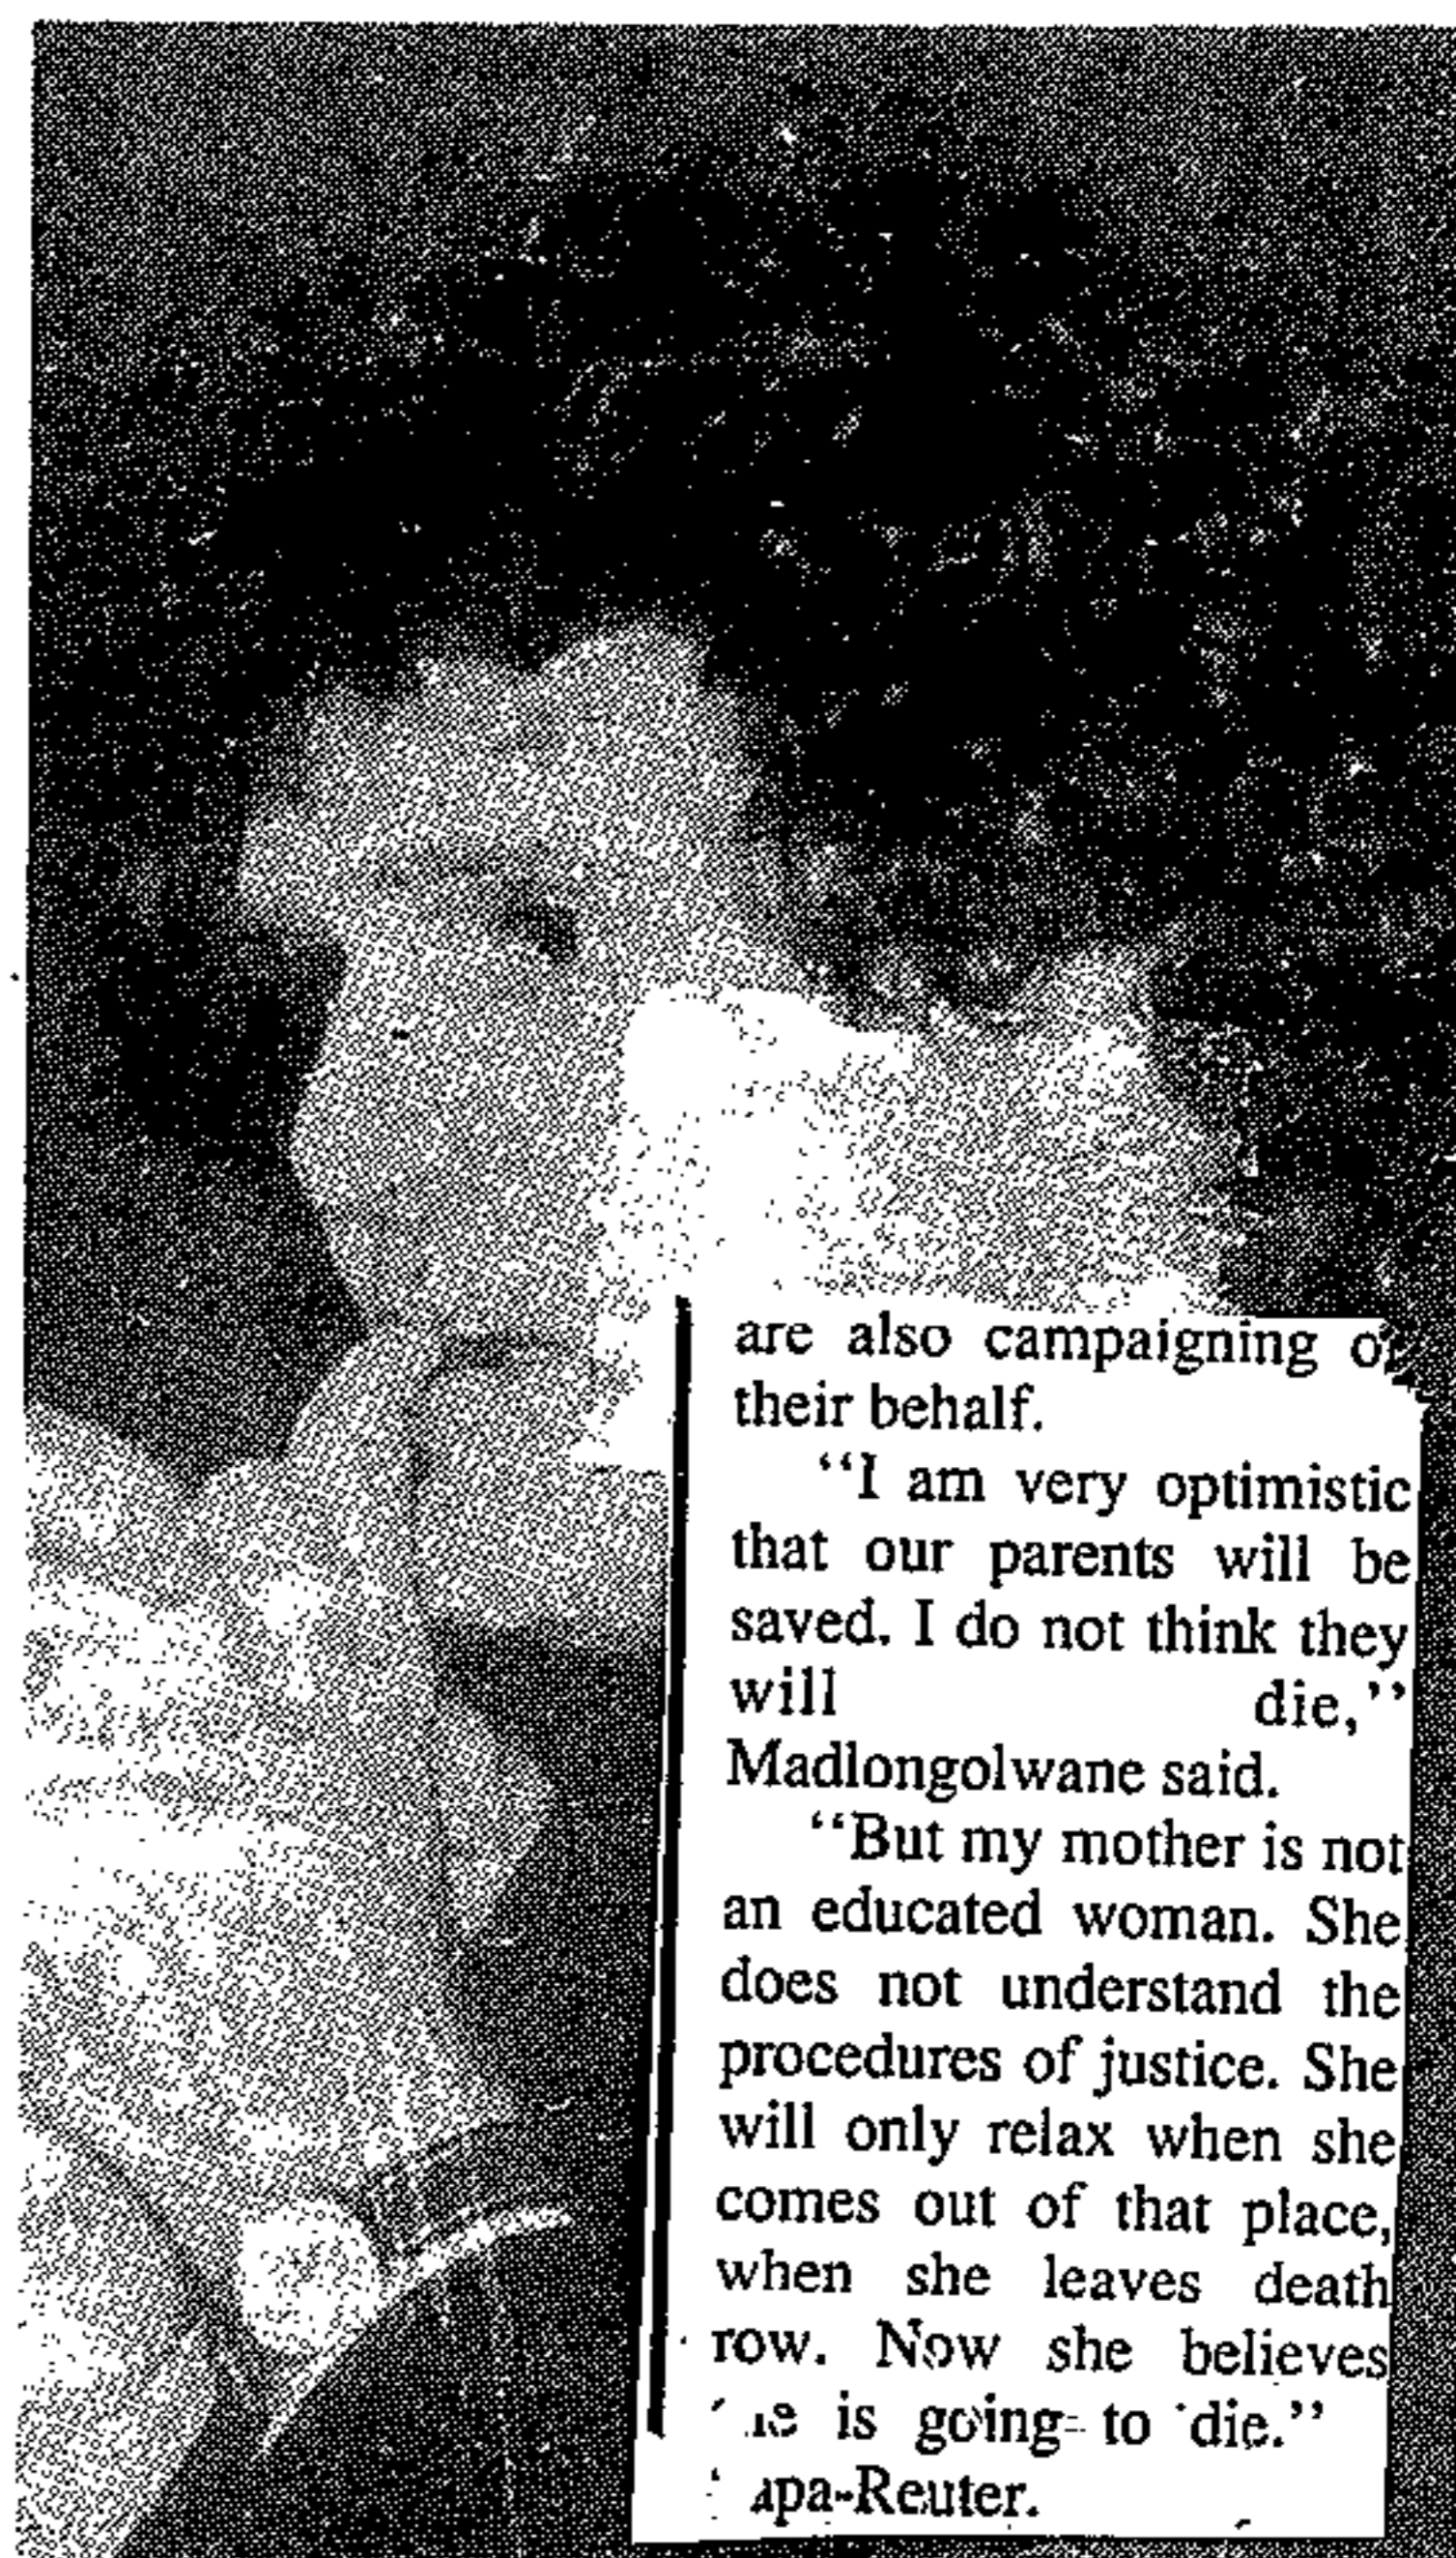 are also campaigning
their behalf.
“I am very optimistic
that our parents will be
saved. I do not think they
will die,”
Madlongolwane said.
“But my mother is not
an educated woman. She
does not understand the
procedures of justice. She
will only relax when she
comes out of that place,
when she leaves death
row. Now she believes
is going to die.”